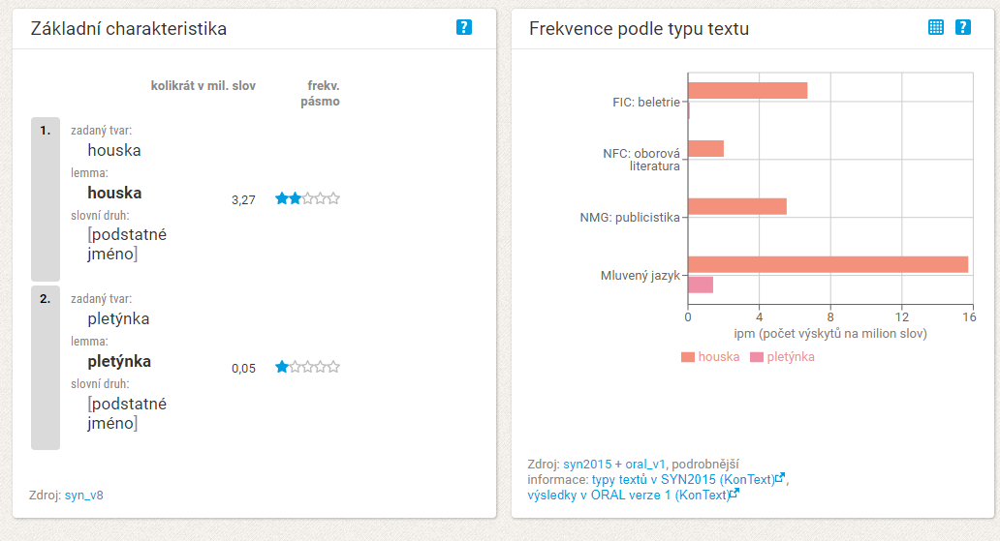 Základní charakteristika
?
kolikrát v mil. slov
frekv.
pásmo
1.
zadaný tvar:
houska
lemma:
houska
3,27
slovní druh:
[podstatné
jméno]
2.
zadaný tvar:
pletýnka
lemma:
pletýnka
0,05
slovní druh:
[podstatné
jméno]
Zdroj: syn_v8
Frekvence podle typu textu
?
FIC: beletrie
NFC: oborová
literatura
NMG: publicistika
Mluvený jazyk
0 4 8 12 16
ipm (počet výskytů na milion slov)
houska pletýnka
Zdroj: syn2015 + oral_v1, podrobnější
informace: typy textů v SYN2015 (KonText),
výsledky v ORAL verze 1 (KonText)